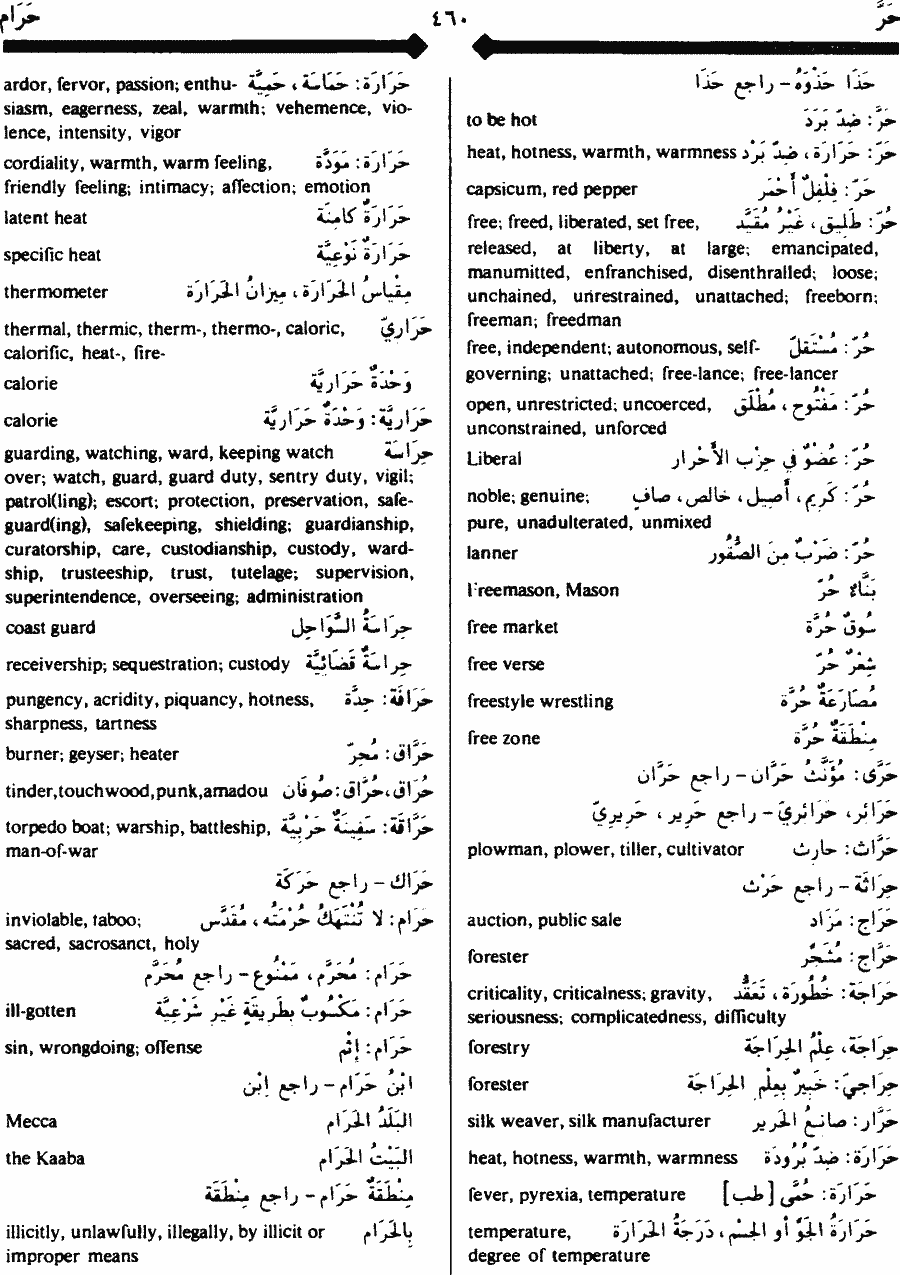 حَرَّ
٤٦٠
حَرَام
حَذَا حَذْوَهُ - راجع حَذَا
حَرَّ: ضِدّ بَرَدَ to be hot
حَرّ: حَرَارَة، ضِدّ بَرْد heat, hotness, warmth, warmness
حَرّ: فِلْفِلٌ أَحْمَر capsicum, red pepper
حُرّ: طَلِيق، غَيْرُ مُقَيَّد free; freed, liberated, set free,
released, at liberty, at large; emancipated,
manumitted, enfranchised, disenthralled; loose;
unchained, unrestrained, unattached; freeborn;
freeman; freedman
حُرّ: مُسْتَقِلّ free, independent; autonomous, self-
governing; unattached; free-lance; free-lancer
حُرّ: مَفْتُوح، مُطْلَق open, unrestricted; uncoerced,
unconstrained, unforced
حُرّ: عُضْوٌ في حِزْب الأَحْرار Liberal
حُرّ: كَرِيم، أَصِيل، خالِص، صافٍ noble; genuine;
pure, unadulterated, unmixed
حُرّ: ضَرْبٌ مِنَ الصُّقُور lanner
بَنَّاءٌ حُرّ Freemason, Mason
سُوقٌ حُرَّة free market
شِعْرٌ حُرّ free verse
مُصَارَعَةٌ حُرَّة freestyle wrestling
مِنْطَقَةٌ حُرَّة free zone
حَرَّى: مُؤَنَّث حَرَّان - راجع حَرَّان
حَرَائر، حَرَائرِيّ - راجع حَرِير، حَرِيرِيّ
حَرَّاث: حارِث plowman, plower, tiller, cultivator
حِرَاثَة - راجع حَرْث
حَرَاج: مَزَاد auction, public sale
حَرَّاج: مُشَجِّر forester
حَرَاجَة: خُطُورَة، تَعَقُّد criticality, criticalness; gravity,
seriousness; complicatedness, difficulty
حِرَاجَة، عِلْمُ الحِرَاجَة forestry
حِرَاجِيّ: خَبِيرٌ بِعِلْمِ الحِرَاجَة forester
حَرَّار: صانِعُ الحَرِير silk weaver, silk manufacturer
حَرَارَة: ضِدّ بُرُودَة heat, hotness, warmth, warmness
حَرَارَة: حُمَّى [طب] fever, pyrexia, temperature
حَرَارَةُ الجَوّ أو الجِسْم، دَرَجَةُ الحَرَارَة temperature,
degree of temperature
حَرَارَة: حَمَاسَة، حَمِيَّة ardor, fervor, passion; enthu-
siasm, eagerness, zeal, warmth; vehemence, vio-
lence, intensity, vigor
حَرَارَة: مَوَدَّة cordiality, warmth, warm feeling,
friendly feeling; intimacy; affection; emotion
حَرَارَةٌ كامِنَة latent heat
حَرَارَةٌ نَوْعِيَّة specific heat
مِقْيَاسُ الحَرَارَة، مِيزانُ الحَرَارَة thermometer
حَرَارِيّ thermal, thermic, therm-, thermo-, caloric,
calorific, heat-, fire-
وَحْدَةٌ حَرَارِيَّة calorie
حَرَارِيَّة: وَحْدَةٌ حَرَارِيَّة calorie
حِرَاسَة guarding, watching, ward, keeping watch
over; watch, guard, guard duty, sentry duty, vigil;
patrol(ling); escort; protection, preservation, safe-
guard(ing), safekeeping, shielding; guardianship,
curatorship, care, custodianship, custody, ward-
ship, trusteeship, trust, tutelage; supervision,
superintendence, overseeing; administration
حِرَاسَةُ السَّوَاحِل coast guard
حِراسَةٌ قَضَائِيَّة receivership; sequestration; custody
حَرَافَة: حِدَّة pungency, acridity, piquancy, hotness,
sharpness, tartness
حَرَّاق: مُحِرّ burner; geyser; heater
حُرَاق، حُرَّاق: صُوفَان tinder, touchwood, punk, amadou
حَرَّاقَة: سَفِينَةٌ حَرْبِيَّة torpedo boat; warship, battleship,
man-of-war
حَرَاك - راجع حَرَكَة
حَرَام: لا تُنْتَهَكُ حُرْمَتُه، مُقَدَّس inviolable, taboo;
sacred, sacrosanct, holy
حَرَام: مُحَرَّم، مَمْنُوع - راجع مُحَرَّم
حَرَام: مَكْسُوبٌ بطَرِيقَةٍ غَيْرِ شَرْعِيَّة ill-gotten
حَرَام: إثْم sin, wrongdoing; offense
ابْنُ حَرَام - راجع ابْن
البَلَدُ الحَرَام Mecca
البَيْتُ الحَرَام the Kaaba
مِنْطَقَةٌ حَرَام - راجع مِنْطَقَة
بِالحَرَام illicitly, unlawfully, illegally, by illicit or
improper means